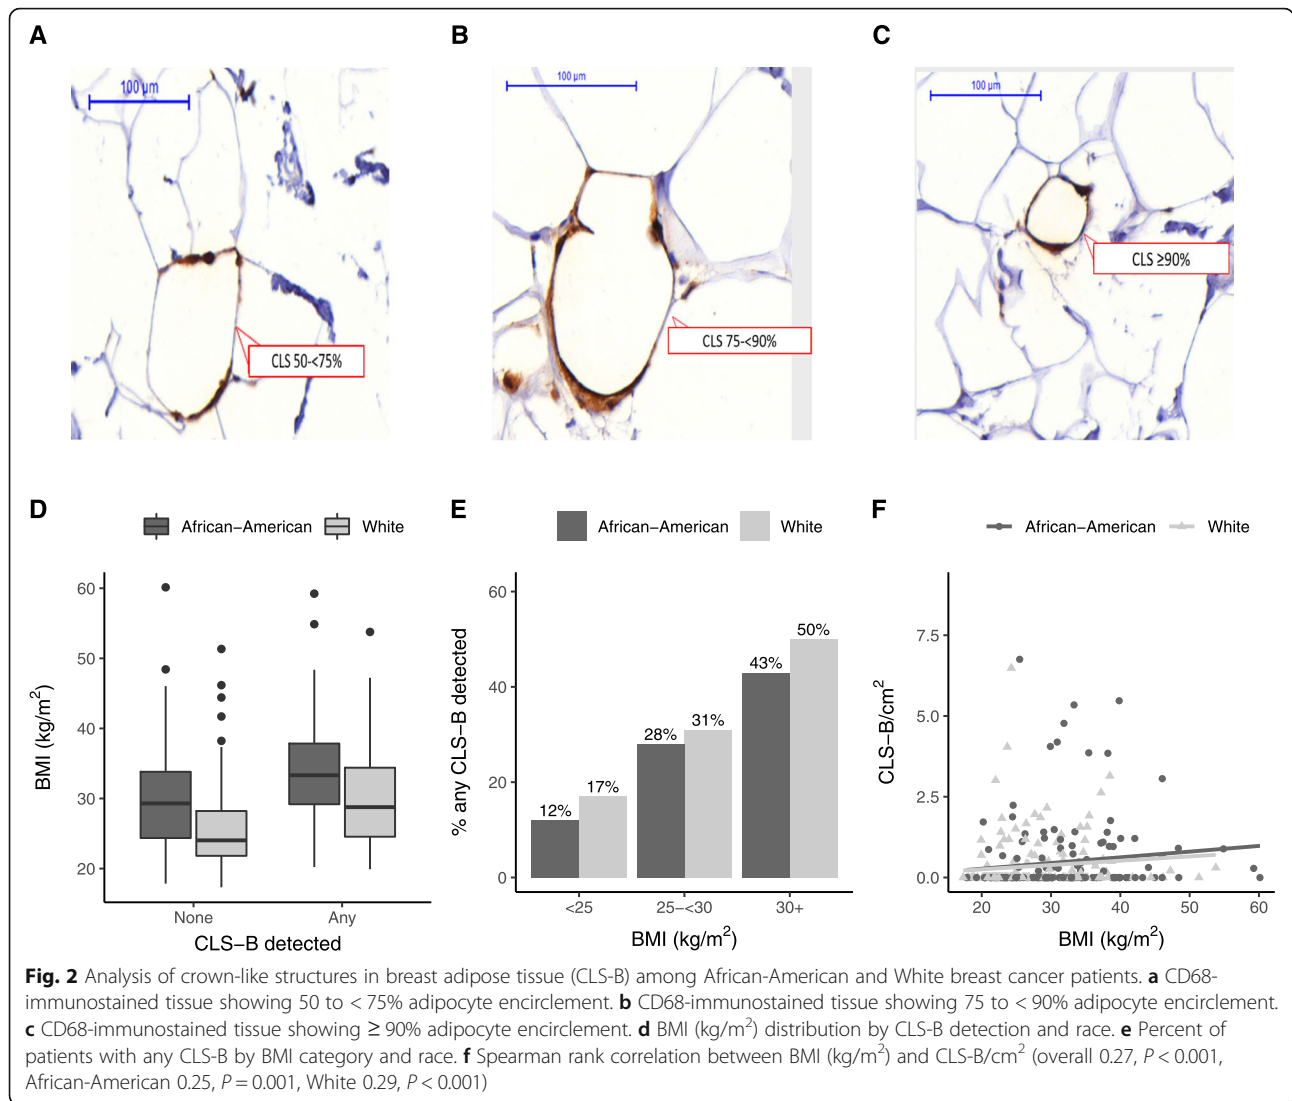 A
B
C
100 µm
100 µm
100 µm
CLS 50-<75%
CLS 75-<90%
CLS ≥90%
D
African−American
White
BMI (kg/m²)
60
50
40
30
20
None
Any
CLS−B detected
E
African−American
White
% any CLS−B detected
60
40
20
0
12%
17%
28%
31%
43%
50%
<25
25−<30
30+
BMI (kg/m²)
F
African−American
White
CLS−B/cm²
7.5
5.0
2.5
0.0
20
30
40
50
60
BMI (kg/m²)
Fig. 2 Analysis of crown-like structures in breast adipose tissue (CLS-B) among African-American and White breast cancer patients. a CD68-
immunostained tissue showing 50 to < 75% adipocyte encirclement. b CD68-immunostained tissue showing 75 to < 90% adipocyte encirclement.
c CD68-immunostained tissue showing ≥ 90% adipocyte encirclement. d BMI (kg/m²) distribution by CLS-B detection and race. e Percent of
patients with any CLS-B by BMI category and race. f Spearman rank correlation between BMI (kg/m²) and CLS-B/cm² (overall 0.27, P < 0.001,
African-American 0.25, P = 0.001, White 0.29, P < 0.001)